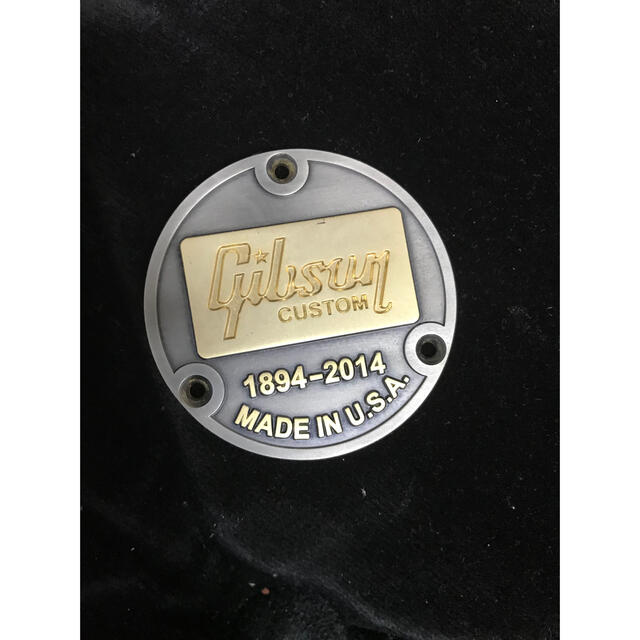 Gibson
CUSTOM
1894-2014
MADE IN U.S.A.